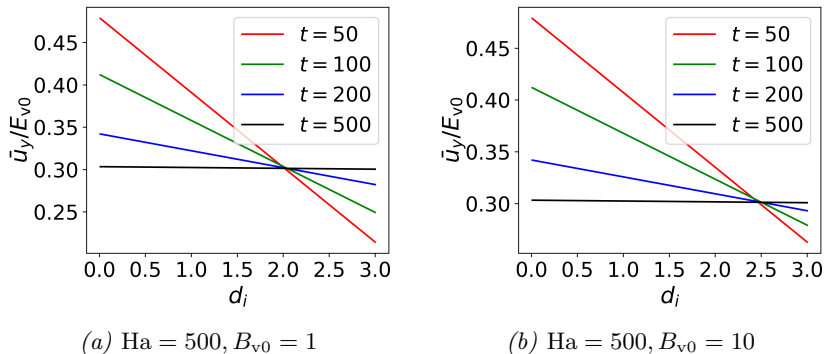 0.45
0.40
0.35
0.30
0.25
ū_y/E_v0
t = 50
t = 100
t = 200
t = 500
0.0 0.5 1.0 1.5 2.0 2.5 3.0
d_i
(a) Ha = 500, B_v0 = 1
0.45
0.40
0.35
0.30
ū_y/E_v0
t = 50
t = 100
t = 200
t = 500
0.0 0.5 1.0 1.5 2.0 2.5 3.0
d_i
(b) Ha = 500, B_v0 = 10